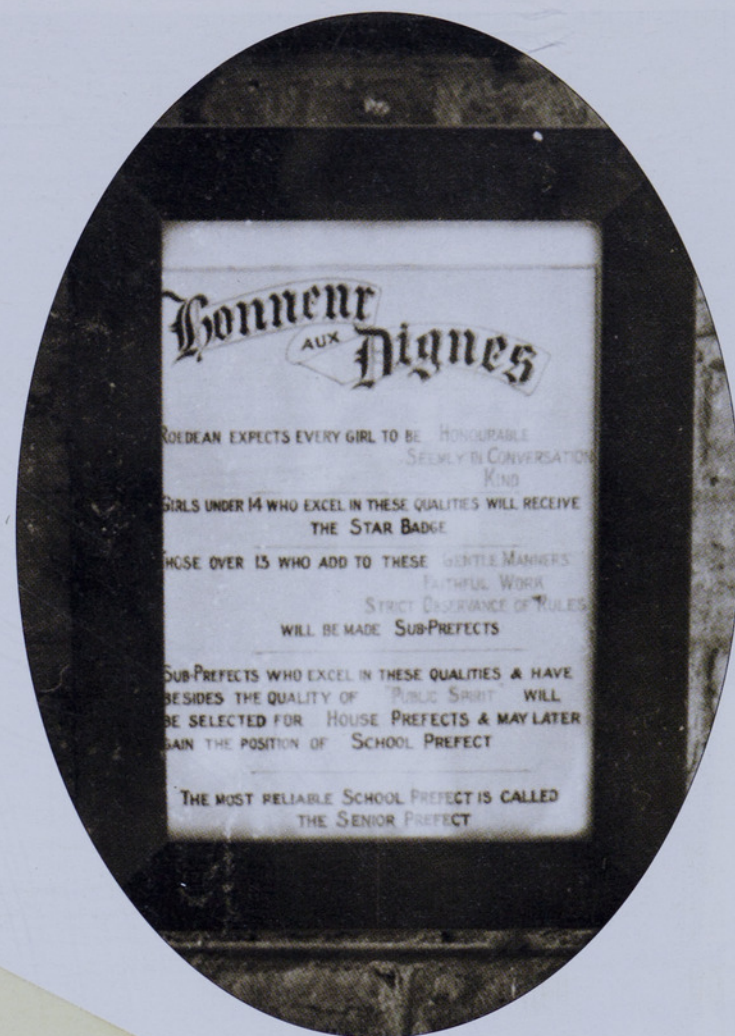 Honneur
AUX
Dignes
ROEDEAN EXPECTS EVERY GIRL TO BE HONOURABLE
SEEMLY IN CONVERSATION
KIND
GIRLS UNDER 14 WHO EXCEL IN THESE QUALITIES WILL RECEIVE
THE STAR BADGE
THOSE OVER 13 WHO ADD TO THESE GENTLE MANNERS
FAITHFUL WORK
STRICT OBSERVANCE OF RULES
WILL BE MADE SUB-PREFECTS
SUB-PREFECTS WHO EXCEL IN THESE QUALITIES & HAVE
BESIDES THE QUALITY OF "PUBLIC SPIRIT" WILL
BE SELECTED FOR HOUSE PREFECTS & MAY LATER
GAIN THE POSITION OF SCHOOL PREFECT
THE MOST RELIABLE SCHOOL PREFECT IS CALLED
THE SENIOR PREFECT